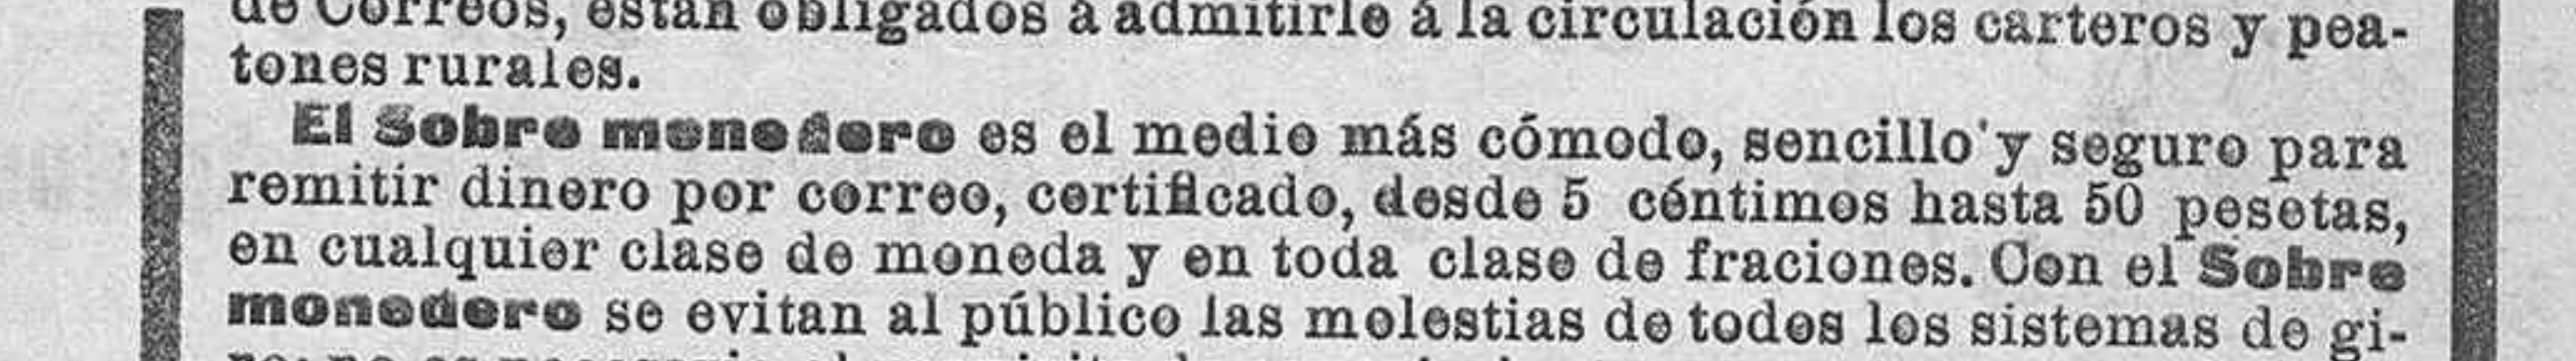 de Correos, están obligados á admitirle á la circulación los carteros y pea-
tones rurales.
El Sobre monedero es el medio más cómodo, sencillo y seguro para
remitir dinero por correo, certificado, desde 5 céntimos hasta 50 pesetas,
en cualquier clase de moneda y en toda clase de fraciones. Con el Sobre
monedero se evitan al público las molestias de todos los sistemas de gi-